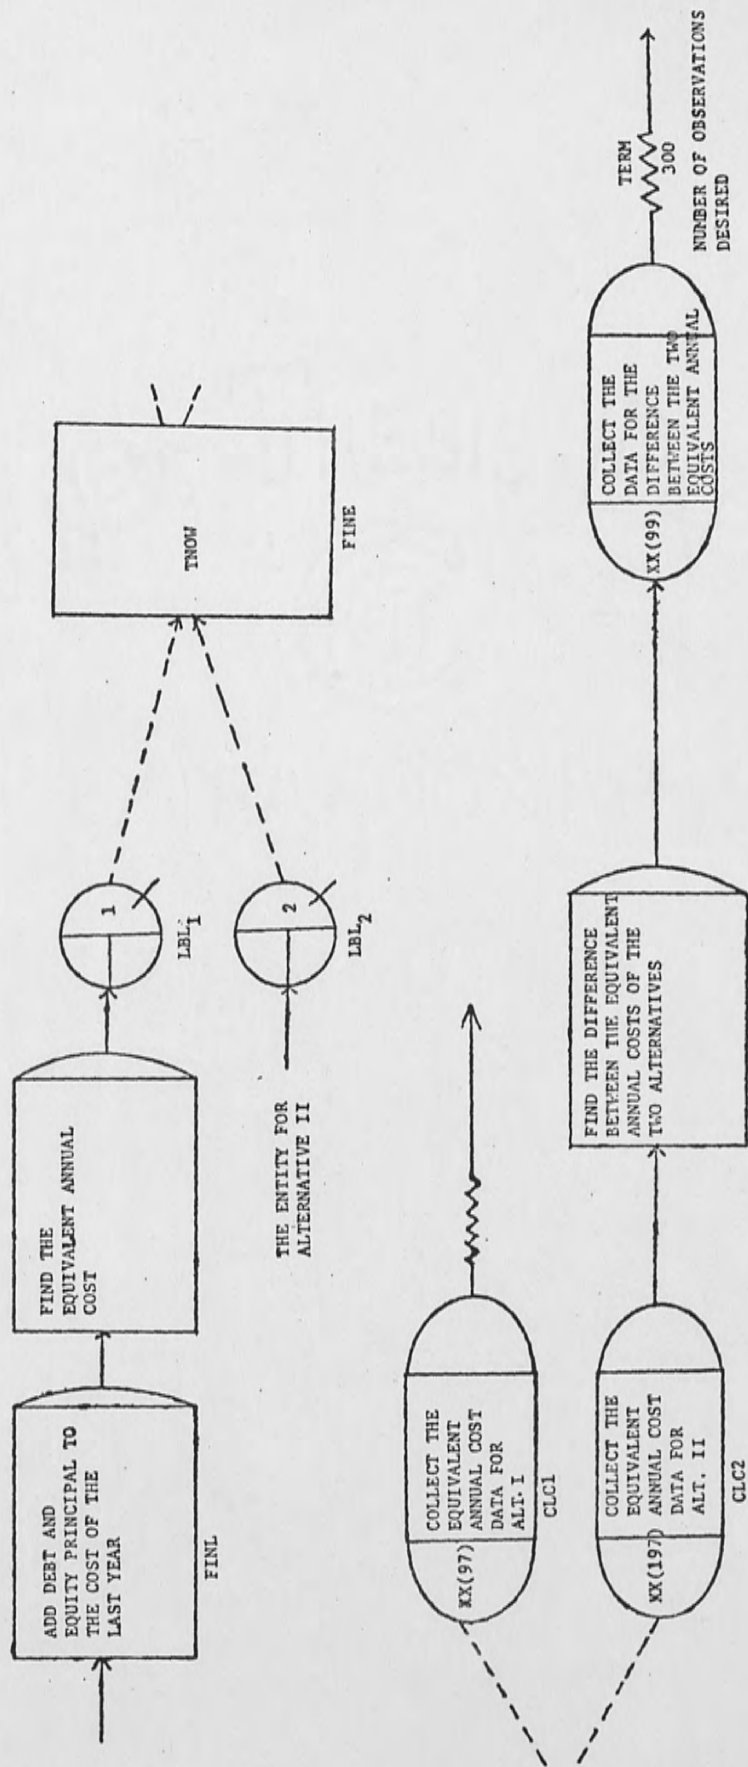 ADD DEBT AND
EQUITY PRINCIPAL TO
THE COST OF THE
LAST YEAR
FINL
FIND THE
EQUIVALENT ANNUAL
COST
1
LBL1
THE ENTITY FOR
ALTERNATIVE II
2
LBL2
TNOW
FINE
XX(97)
COLLECT THE
EQUIVALENT
ANNUAL COST
DATA FOR
ALT. I
CLC1
XX(197)
COLLECT THE
EQUIVALENT
ANNUAL COST
DATA FOR
ALT. II
CLC2
FIND THE DIFFERENCE
BETWEEN THE EQUIVALENT
ANNUAL COSTS OF THE
TWO ALTERNATIVES
XX(99)
COLLECT THE
DATA FOR THE
DIFFERENCE
BETWEEN THE TWO
EQUIVALENT ANNUAL
COSTS
TERM
300
NUMBER OF OBSERVATIONS
DESIRED